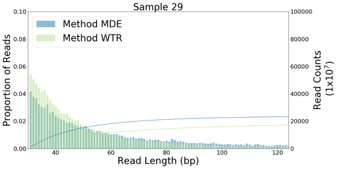 Sample 29
Method MDE
Method WTR
Proportion of Reads
0.10
0.08
0.06
0.04
0.02
0.00
40
60
80
100
120
Read Length (bp)
100000
80000
60000
40000
20000
0
Read Counts
(1x10⁷)